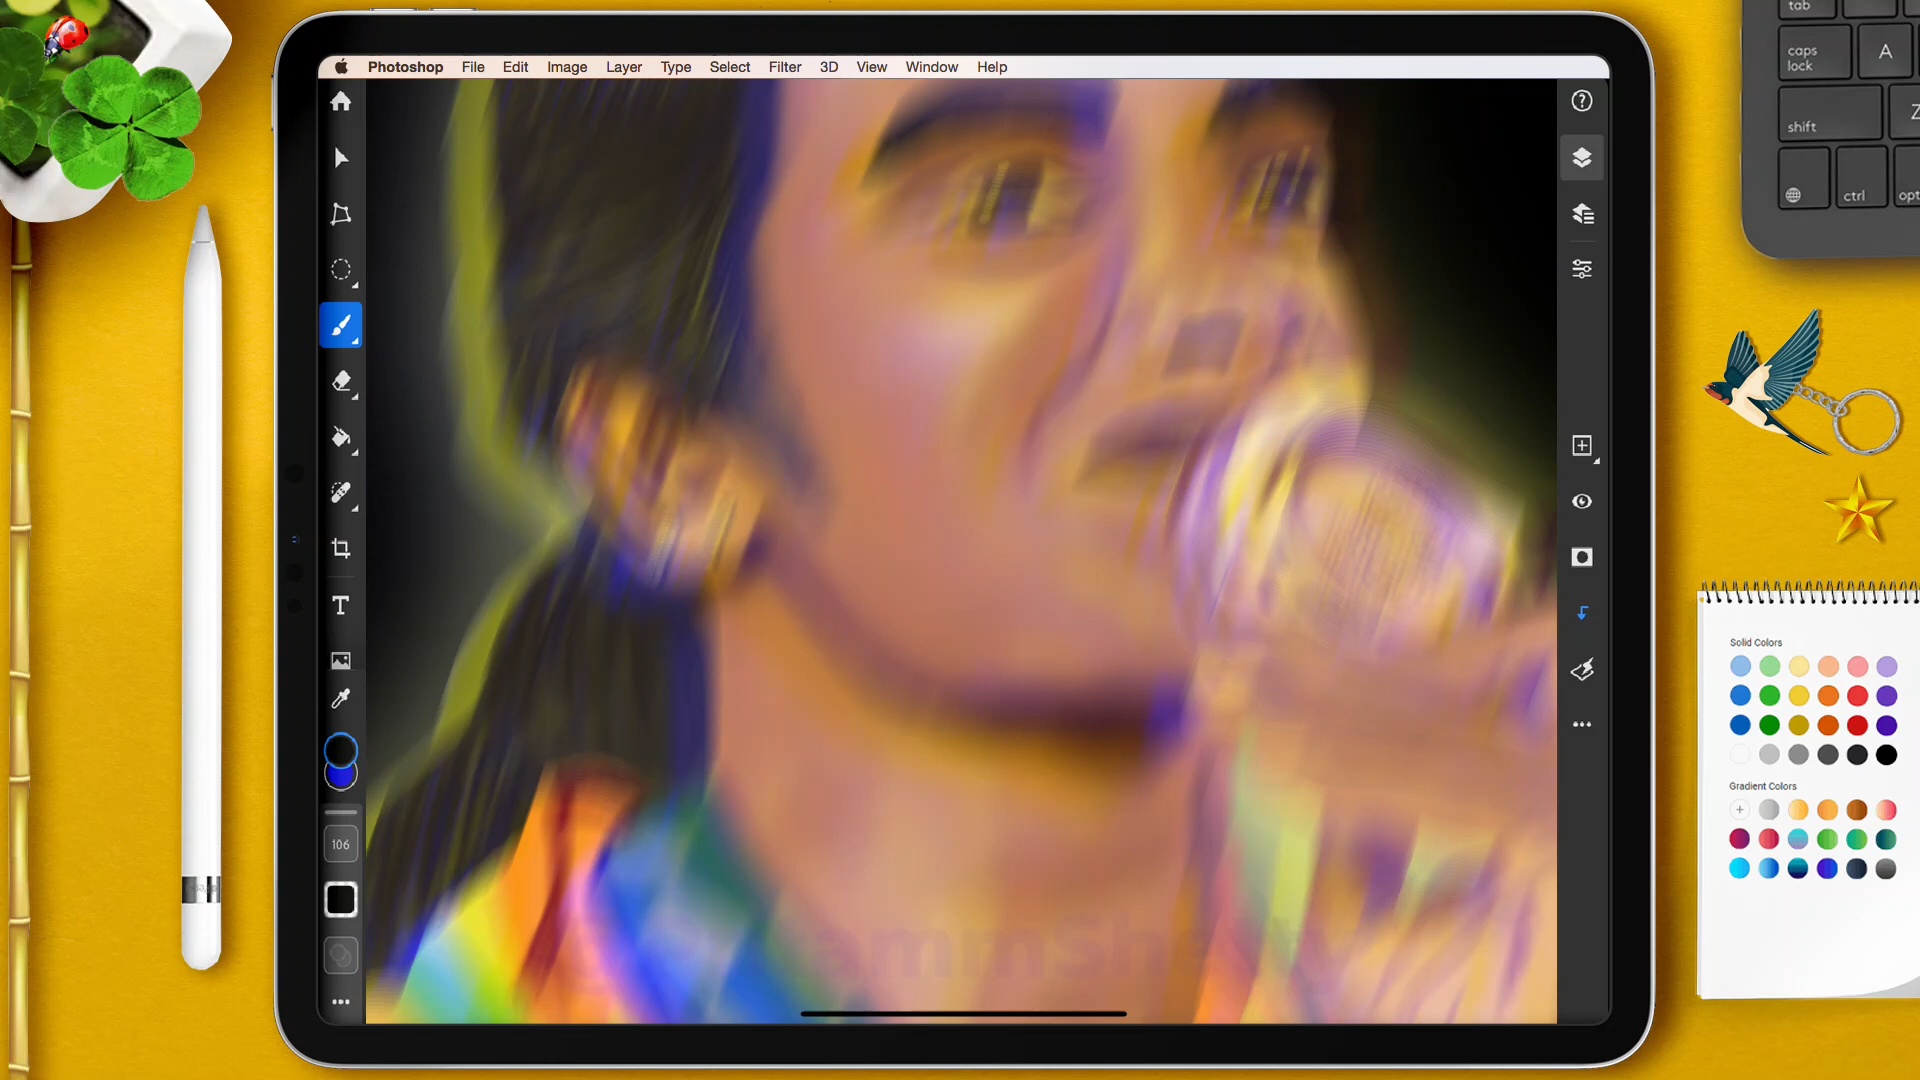 Photoshop File Edit Image Layer Type Select Filter 3D View Window Help
106
tab
caps lock
A
shift
Z
ctrl
opt
Solid Colors
Gradient Colors